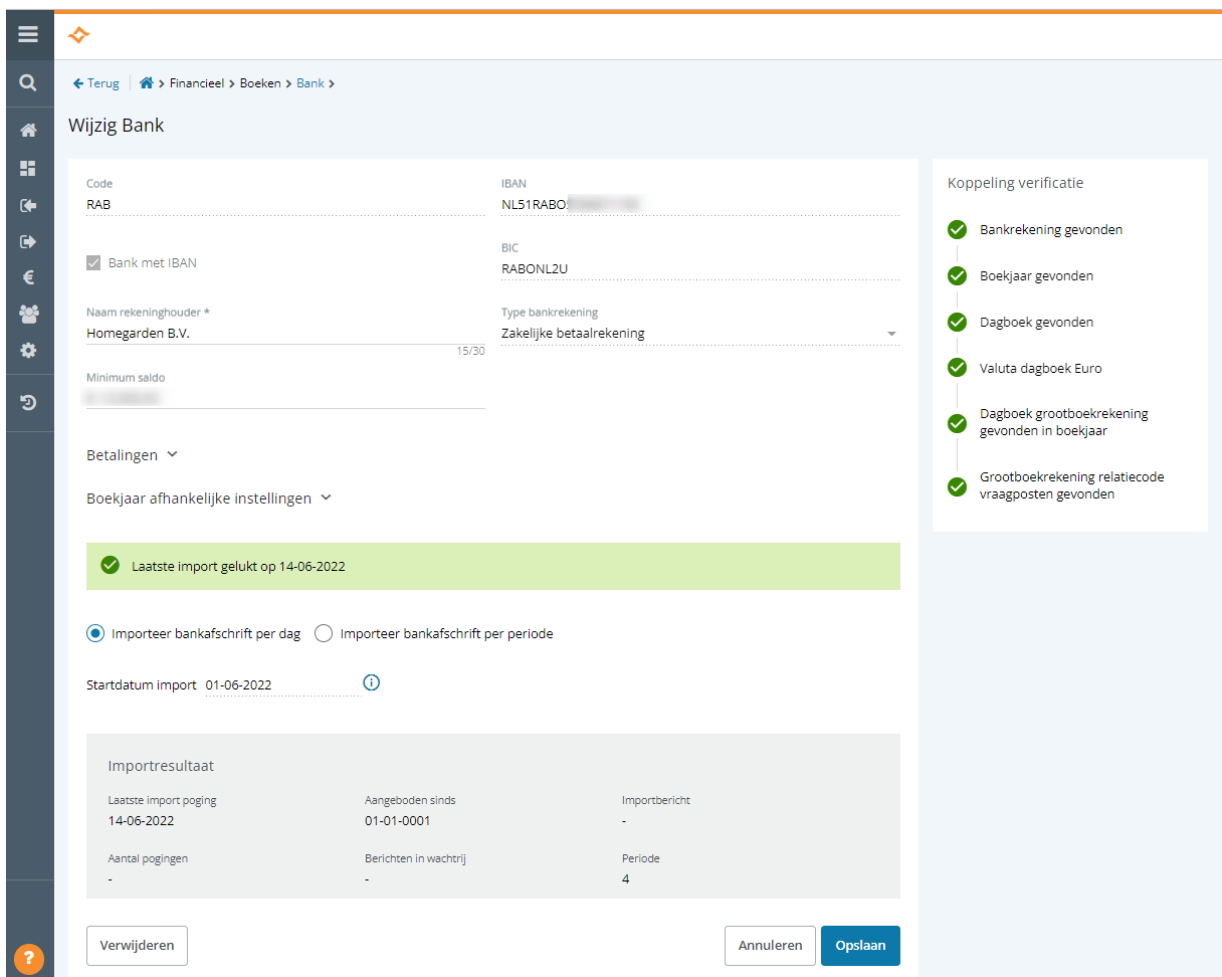 Terug
Financieel > Boeken > Bank >
Wijzig Bank
Code
RAB
IBAN
NL51RABO
Bank met IBAN
BIC
RABONL2U
Naam rekeninghouder *
Homegarden B.V.
15/30
Type bankrekening
Zakelijke betaalrekening
Minimum saldo
Betalingen
Boekjaar afhankelijke instellingen
Laatste import gelukt op 14-06-2022
Importeer bankafschrift per dag
Importeer bankafschrift per periode
Startdatum import 01-06-2022
Importresultaat
Laatste import poging
14-06-2022
Aangeboden sinds
01-01-0001
Importbericht
-
Aantal pogingen
-
Berichten in wachtrij
-
Periode
4
Verwijderen
Annuleren
Opslaan
Koppeling verificatie
Bankrekening gevonden
Boekjaar gevonden
Dagboek gevonden
Valuta dagboek Euro
Dagboek grootboekrekening
gevonden in boekjaar
Grootboekrekening relatiecode
vraagposten gevonden
?